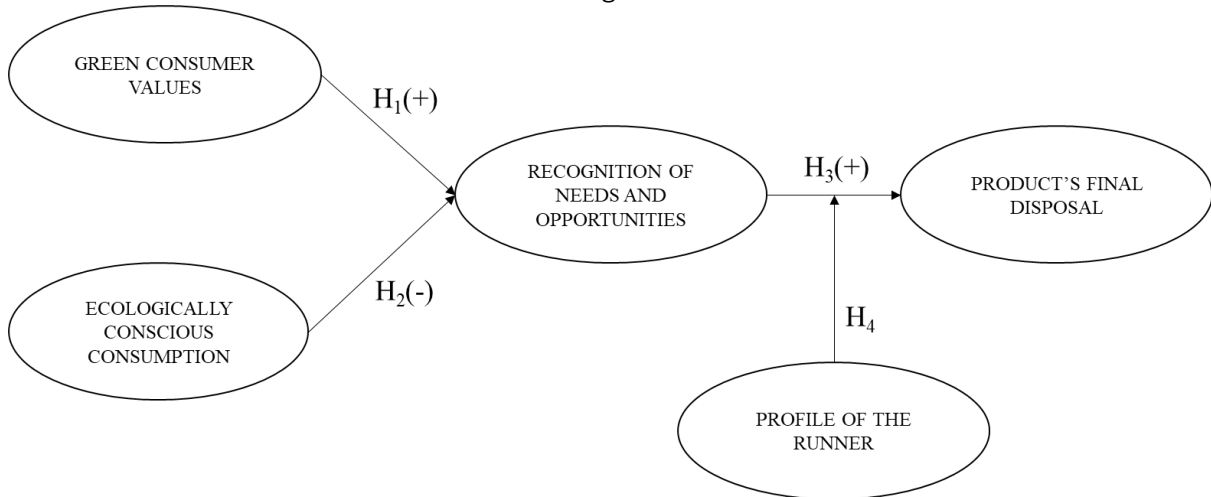 GREEN CONSUMER
VALUES
H₁(+)
RECOGNITION OF
NEEDS AND
OPPORTUNITIES
H₃(+)
PRODUCT’S FINAL
DISPOSAL
ECOLOGICALLY
CONSCIOUS
CONSUMPTION
H₂(-)
H₄
PROFILE OF THE
RUNNER